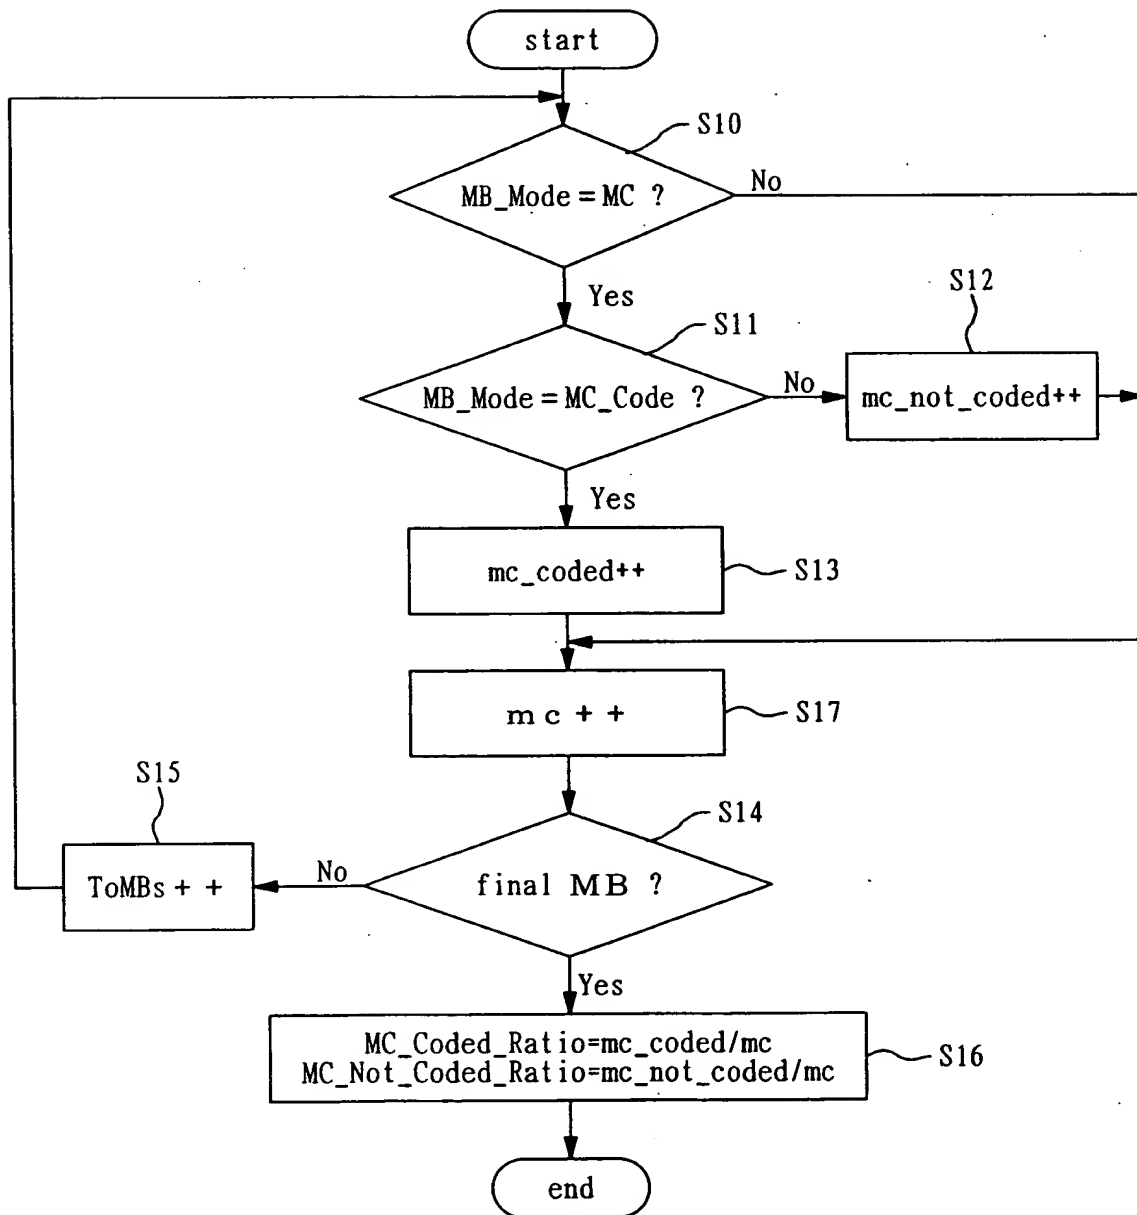 start
S10
MB_Mode=MC ?
No
Yes
S11
S12
MB_Mode=MC_Code ?
No
mc_not_coded++
Yes
mc_coded++
S13
mc++
S17
S15
S14
ToMBs++
No
final MB ?
Yes
MC_Coded_Ratio=mc_coded/mc
MC_Not_Coded_Ratio=mc_not_coded/mc
S16
end